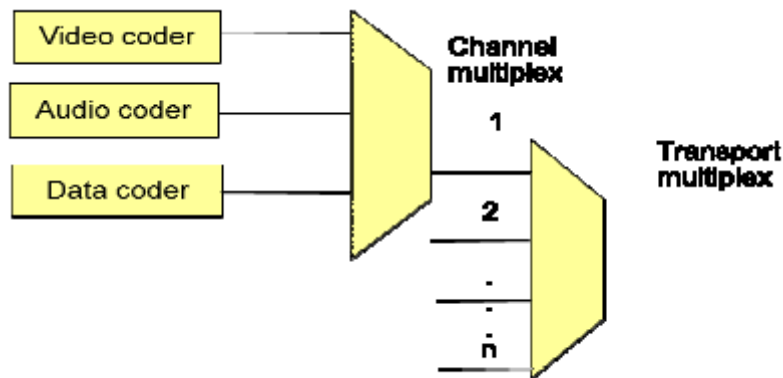 Video coder
Audio coder
Data coder
Channel
multiplex
1
2
.
.
.
n
Transport
multiplex